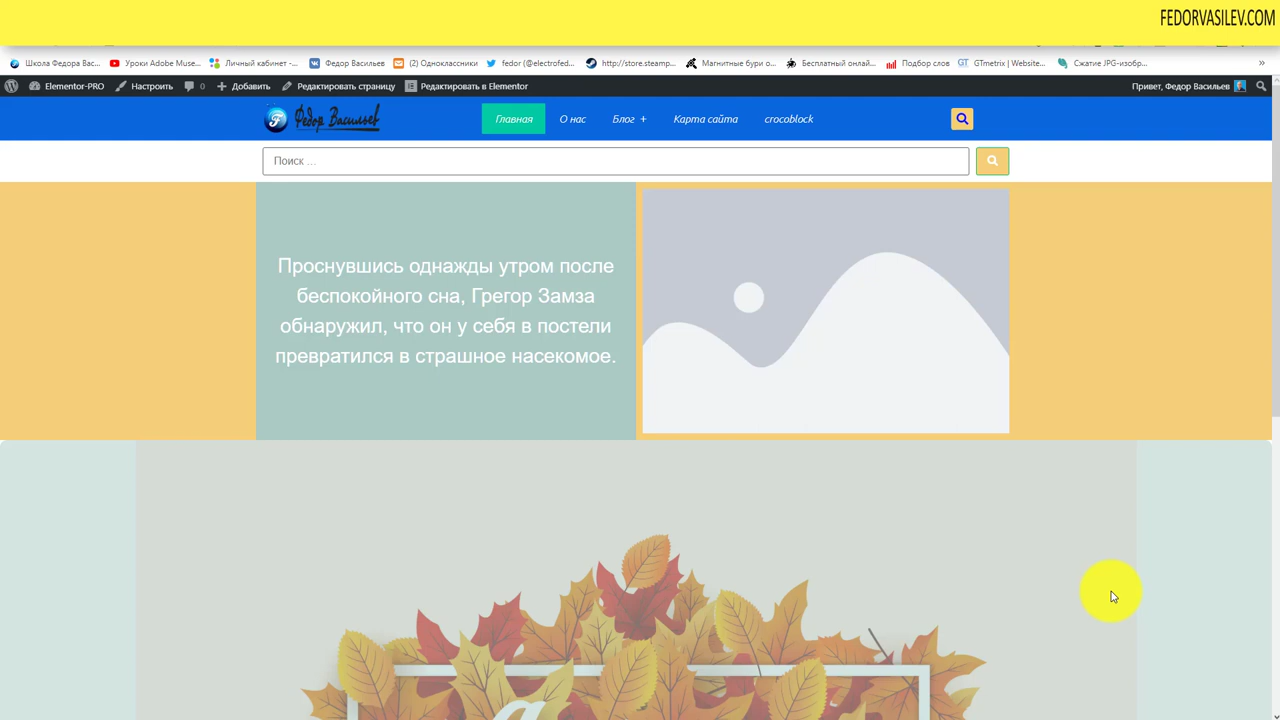 FEDORVASILEV.COM
Школа Федора Вас... Уроки Adobe Muse... Личный кабинет -... Федор Васильев (2) Одноклассники fedor (@electrofed... http://store.steamp... Магнитные бури о... Бесплатный онлай... Подбор слов GTmetrix | Website... Сжатие JPG-изобр... »
Elementor-PRO Настроить 0 Добавить Редактировать страницу Редактировать в Elementor Привет, Федор Васильев
Федор Васильев Главная О нас Блог + Карта сайта crocoblock
Поиск ...
Проснувшись однажды утром после
беспокойного сна, Грегор Замза
обнаружил, что он у себя в постели
превратился в страшное насекомое.